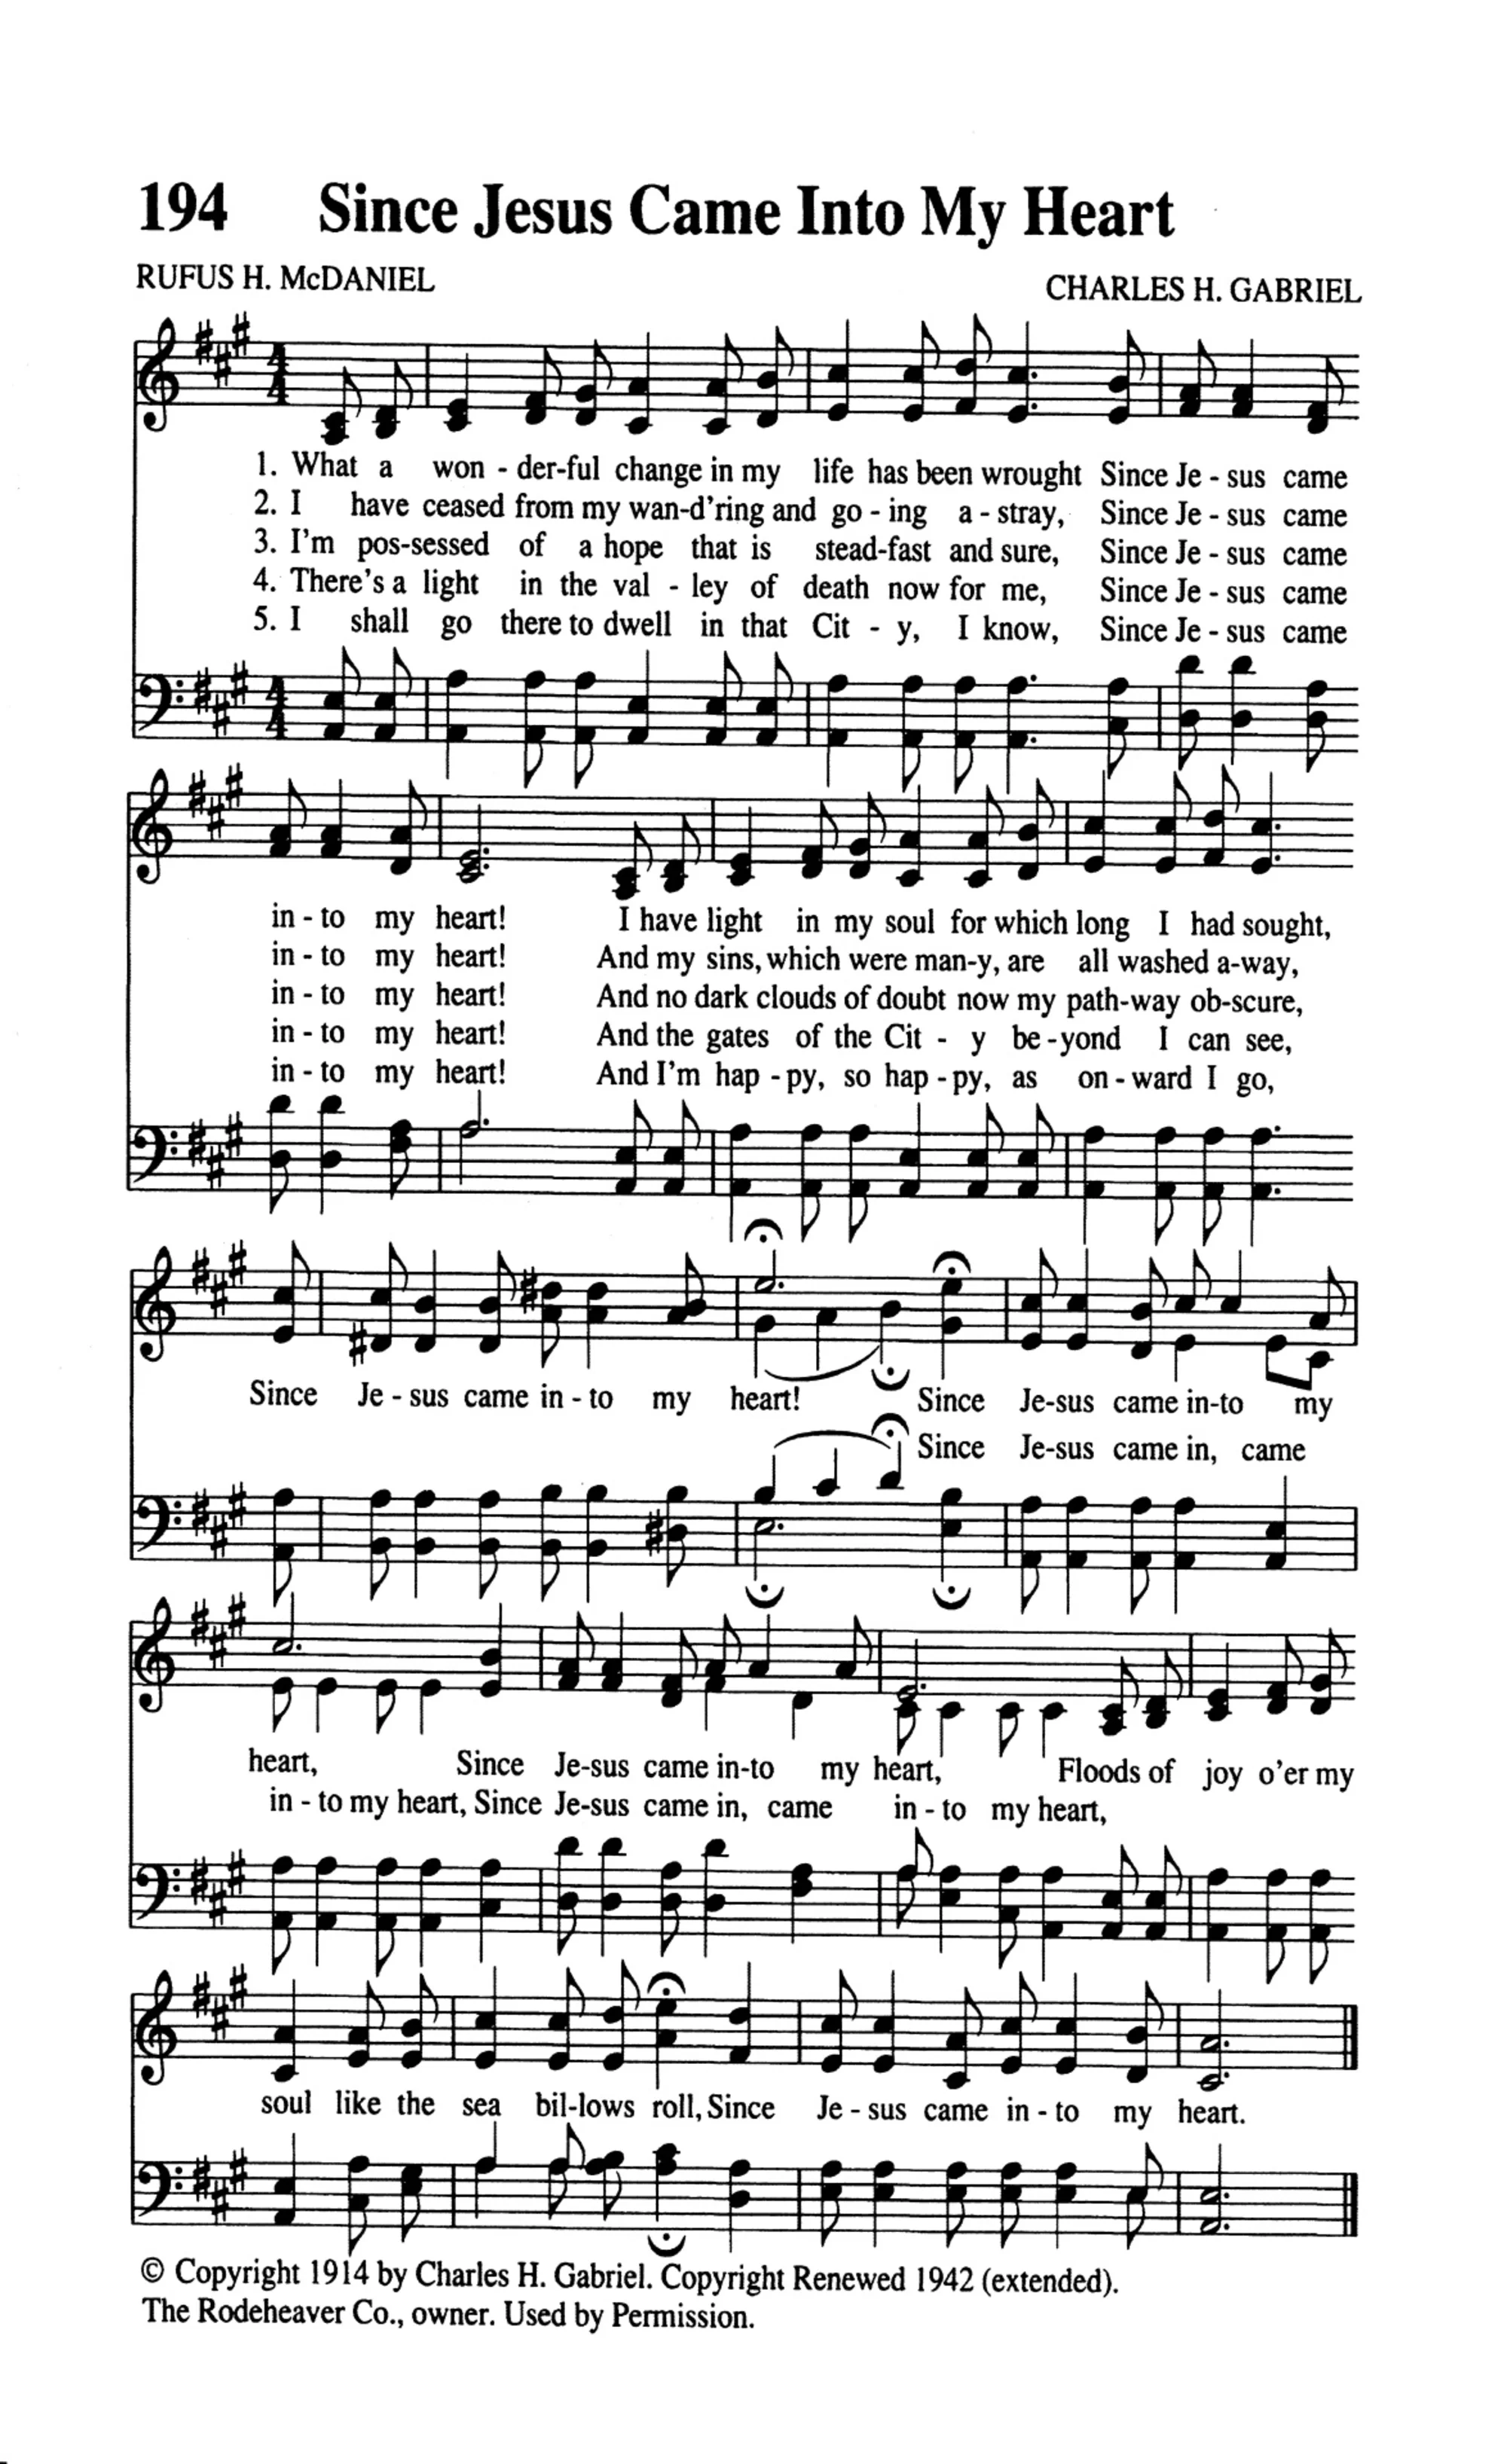 194 Since Jesus Came Into My Heart
RUFUS H. McDANIEL CHARLES H. GABRIEL
4
4
1. What a won - der-ful change in my life has been wrought Since Je - sus came
2. I have ceased from my wan-d'ring and go - ing a - stray, Since Je - sus came
3. I'm pos-sessed of a hope that is stead-fast and sure, Since Je - sus came
4. There's a light in the val - ley of death now for me, Since Je - sus came
5. I shall go there to dwell in that Cit - y, I know, Since Je - sus came
4
4
in - to my heart! I have light in my soul for which long I had sought,
in - to my heart! And my sins, which were man-y, are all washed a-way,
in - to my heart! And no dark clouds of doubt now my path-way ob-scure,
in - to my heart! And the gates of the Cit - y be -yond I can see,
in - to my heart! And I'm hap - py, so hap - py, as on - ward I go,
Since Je - sus came in - to my heart! Since Je-sus came in-to my
Since Je-sus came in, came
heart, Since Je-sus came in-to my heart, Floods of joy o'er my
in - to my heart, Since Je-sus came in, came in - to my heart,
soul like the sea bil-lows roll, Since Je - sus came in - to my heart.
© Copyright 1914 by Charles H. Gabriel. Copyright Renewed 1942 (extended).
The Rodeheaver Co., owner. Used by Permission.